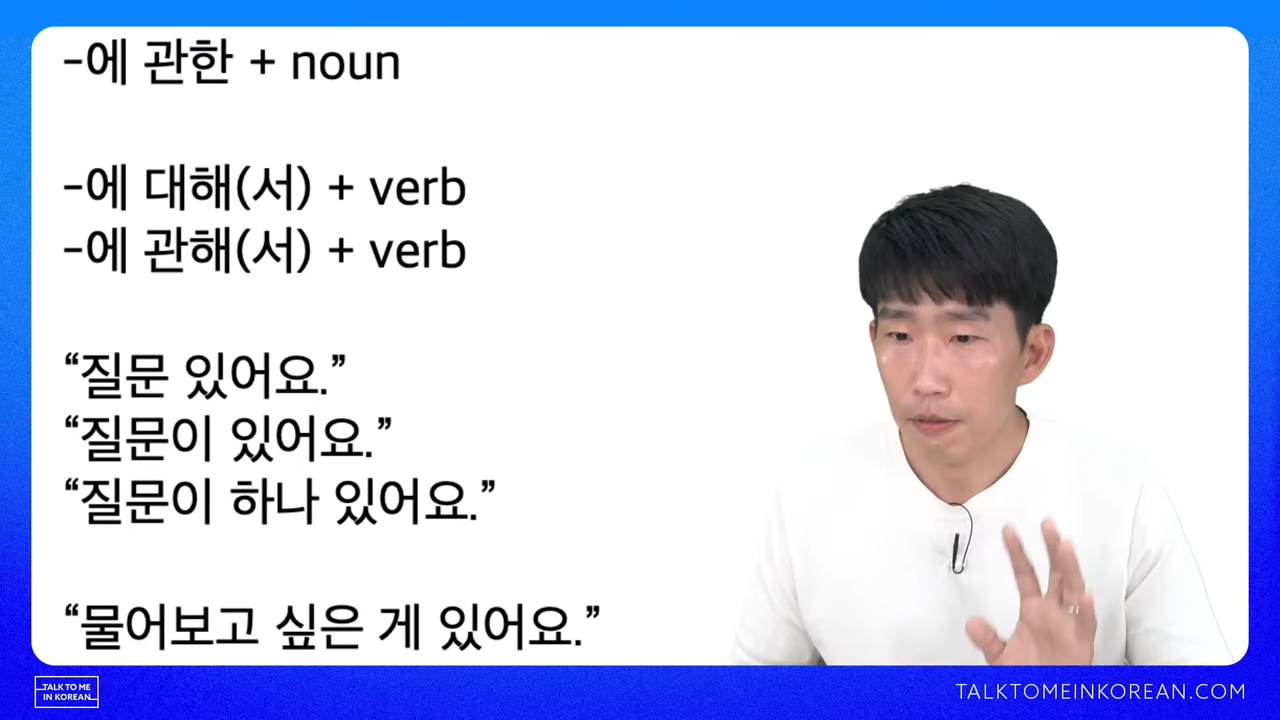 -에 관한 + noun
-에 대해(서) + verb
-에 관해(서) + verb
“질문 있어요.”
“질문이 있어요.”
“질문이 하나 있어요.”
“물어보고 싶은 게 있어요.”
TALK TO ME
IN KOREAN
TALKTOMEINKOREAN.COM